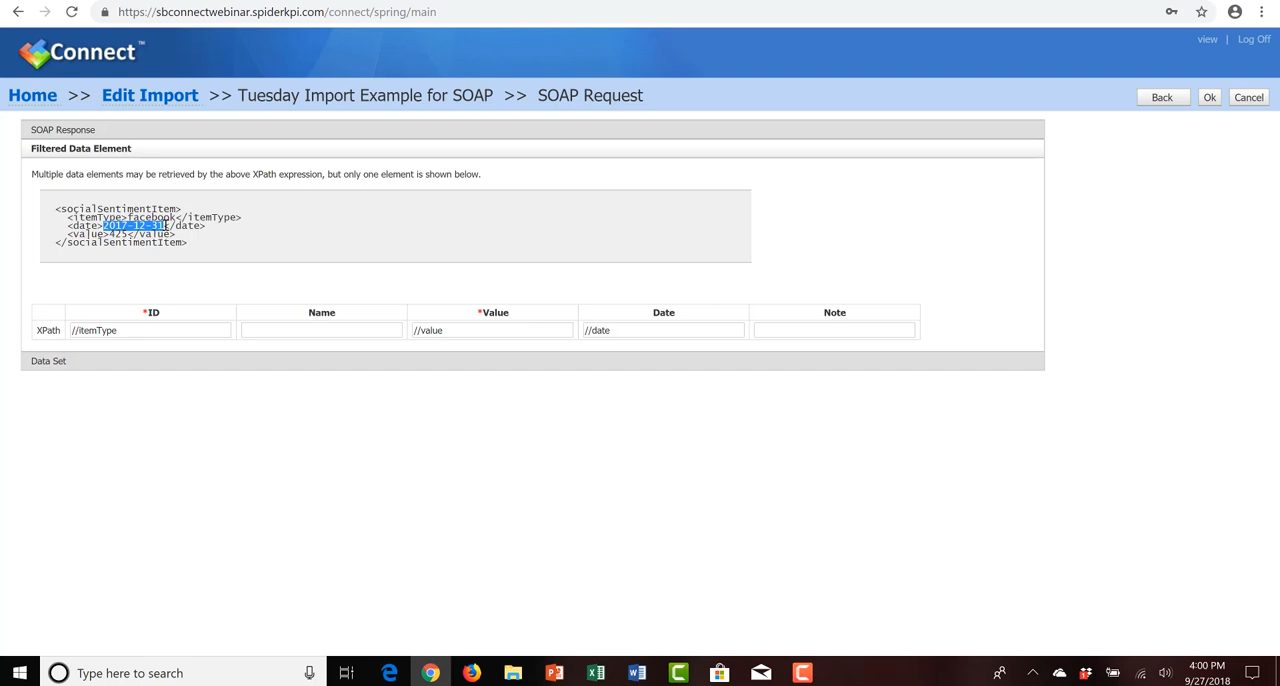 https://sbconnectwebinar.spiderkpi.com/connect/spring/main
Connect™
view | Log Off
Home >> Edit Import >> Tuesday Import Example for SOAP >> SOAP Request
Back Ok Cancel
SOAP Response
Filtered Data Element
Multiple data elements may be retrieved by the above XPath expression, but only one element is shown below.
<socialSentimentItem>
<itemType>facebook</itemType>
<date>2017-12-31</date>
<value>425</value>
</socialSentimentItem>
*ID Name *Value Date Note
XPath //itemType //value //date
Data Set
Type here to search
4:00 PM
9/27/2018